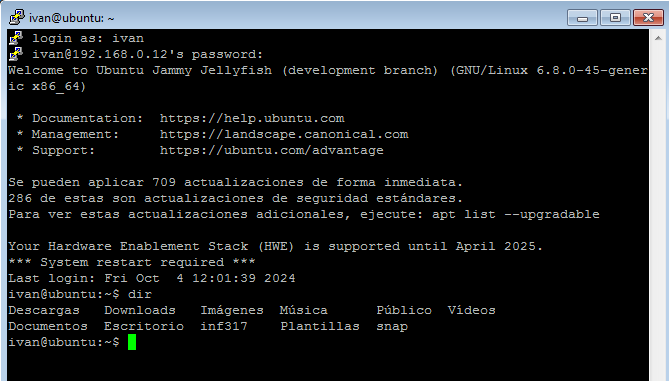 ivan@ubuntu: ~
login as: ivan
ivan@192.168.0.12's password:
Welcome to Ubuntu Jammy Jellyfish (development branch) (GNU/Linux 6.8.0-45-gener
ic x86_64)

 * Documentation:  https://help.ubuntu.com
 * Management:     https://landscape.canonical.com
 * Support:        https://ubuntu.com/advantage

Se pueden aplicar 709 actualizaciones de forma inmediata.
286 de estas son actualizaciones de seguridad estándares.
Para ver estas actualizaciones adicionales, ejecute: apt list --upgradable

Your Hardware Enablement Stack (HWE) is supported until April 2025.
*** System restart required ***
Last login: Fri Oct  4 12:01:39 2024
ivan@ubuntu:~$ dir
Descargas   Downloads   Imágenes  Música      Público  Vídeos
Documentos  Escritorio  inf317    Plantillas  snap
ivan@ubuntu:~$